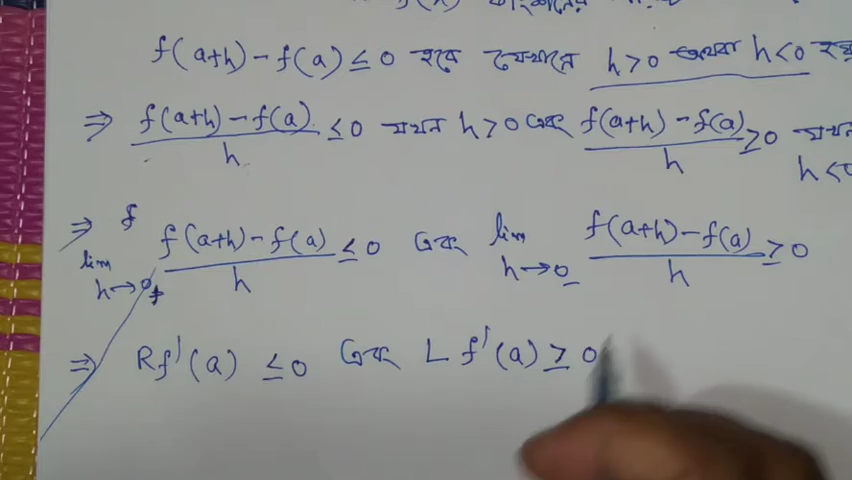 f(x)
f(a+h) - f(a) ≤ 0 হবে যেখানে h>0 অথবা h<0 হয়
⇒ f(a+h) - f(a) / h ≤ 0 যখন h>0 এবং f(a+h) - f(a) / h ≥ 0 যখন h<0
⇒ lim h→0+ f(a+h) - f(a) / h ≤ 0 এবং lim h→0- f(a+h) - f(a) / h ≥ 0
⇒ Rf'(a) ≤ 0 এবং Lf'(a) ≥ 0